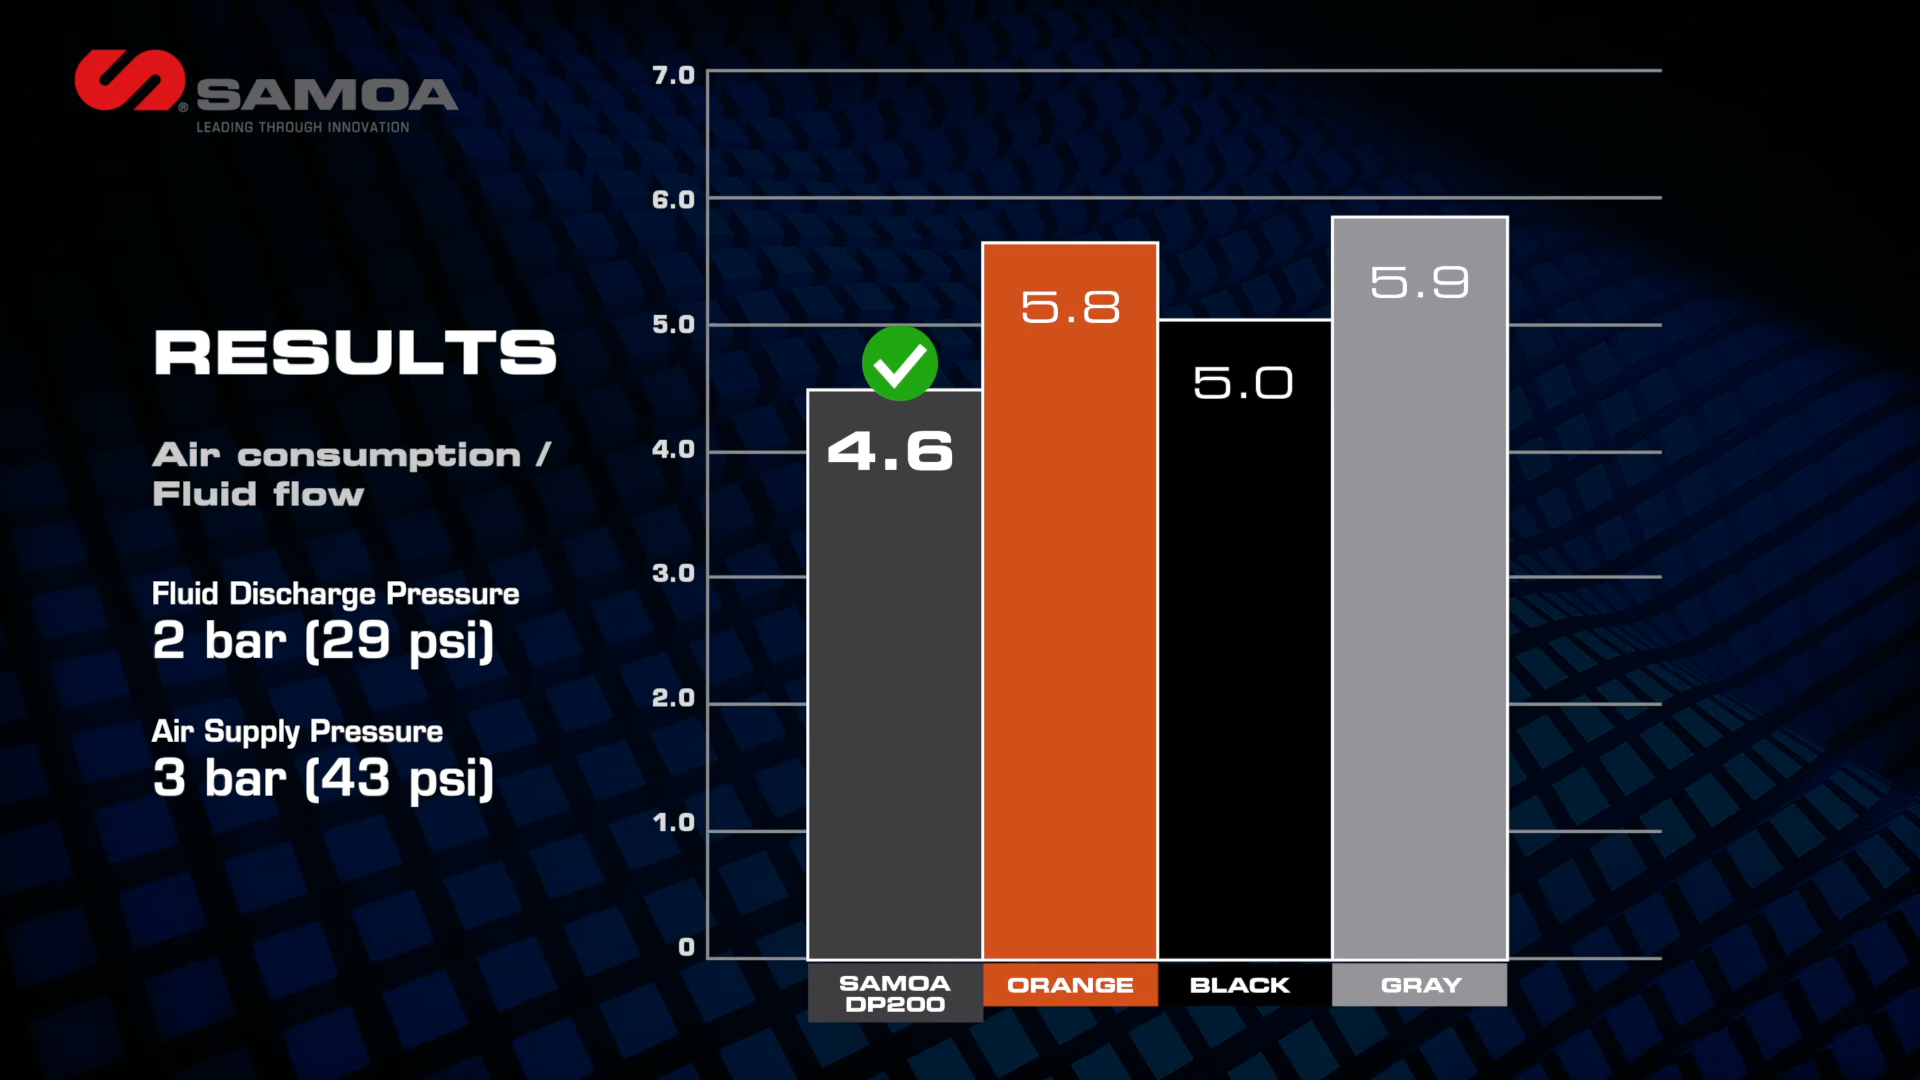 SAMOA
LEADING THROUGH INNOVATION
RESULTS
Air consumption /
Fluid flow
Fluid Discharge Pressure
2 bar (29 psi)
Air Supply Pressure
3 bar (43 psi)
7.0
6.0
5.0
4.0
3.0
2.0
1.0
0
4.6
5.8
5.0
5.9
SAMOA
DP200
ORANGE
BLACK
GRAY